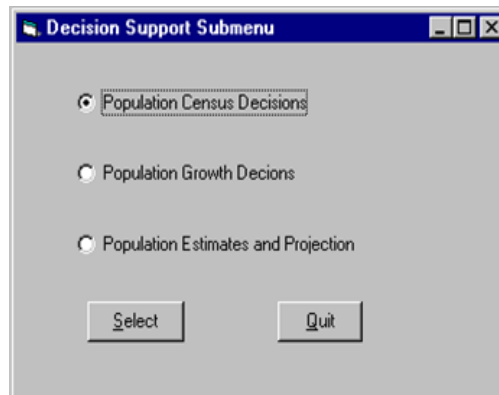 Decision Support Submenu
Population Census Decisions
Population Growth Decions
Population Estimates and Projection
Select Quit